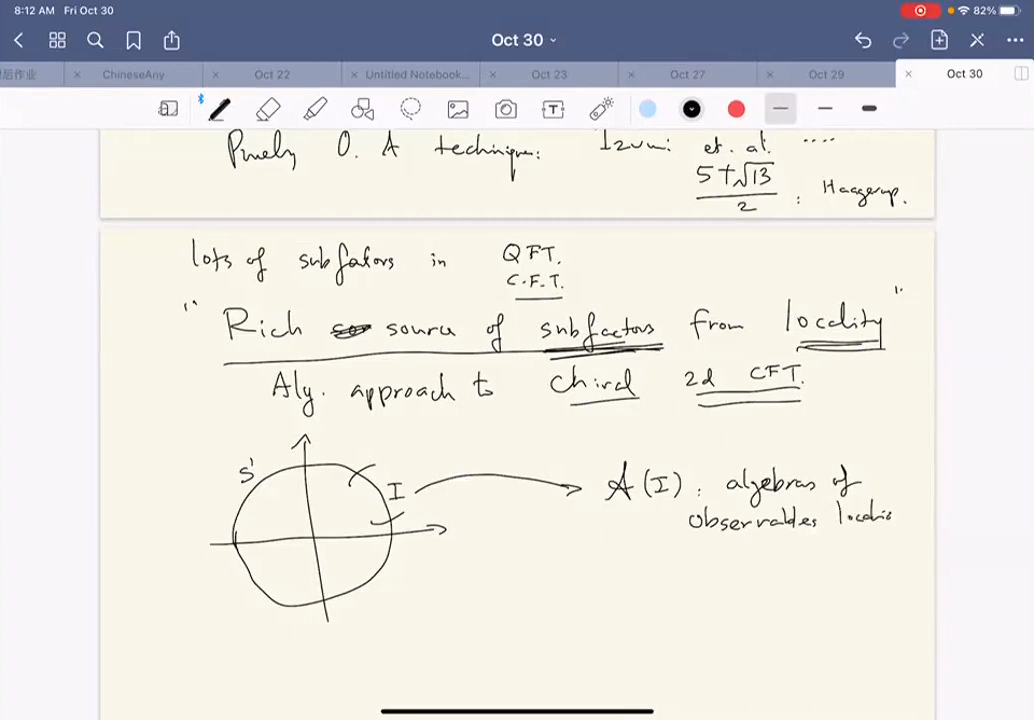 8:12 AM Fri Oct 30
82%
Oct 30
ChineseAny
Oct 22
Untitled Notebook...
Oct 23
Oct 27
Oct 29
Oct 30
Purely O. A technique: Izumi et. al. ....
5+√13
2
: Haagerup.
lots of subfactors in QFT.
C.F.T.
"Rich source of subfactors from locality"
Alg. approach to chiral 2d CFT.
S¹
I
A(I). algebras of
observables